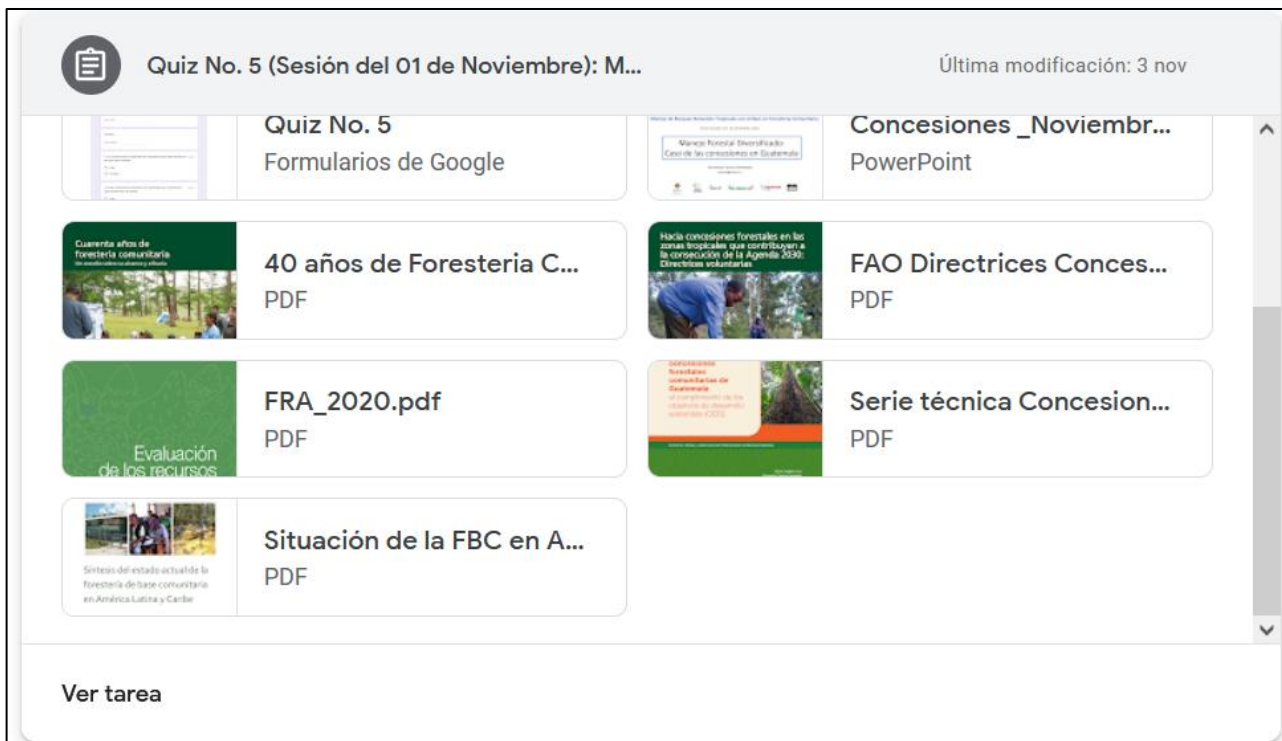 Quiz No. 5 (Sesión del 01 de Noviembre): M...
Última modificación: 3 nov
Quiz No. 5
Formularios de Google
Manejo Forestal Diversificado:
Caso de las concesiones en Guatemala
Concesiones _Noviembr...
PowerPoint
Cuarenta años de
forestería comunitaria
40 años de Foresteria C...
PDF
Hacia concesiones forestales en las
zonas tropicales que contribuyen a
la consecución de la Agenda 2030:
Directrices voluntarias
FAO Directrices Conces...
PDF
Evaluación
de los recursos
FRA_2020.pdf
PDF
concesiones
forestales
comunitarias de
Guatemala
Serie técnica Concesion...
PDF
Síntesis del estado actual de la
forestería de base comunitaria
en América Latina y Caribe
Situación de la FBC en A...
PDF
Ver tarea